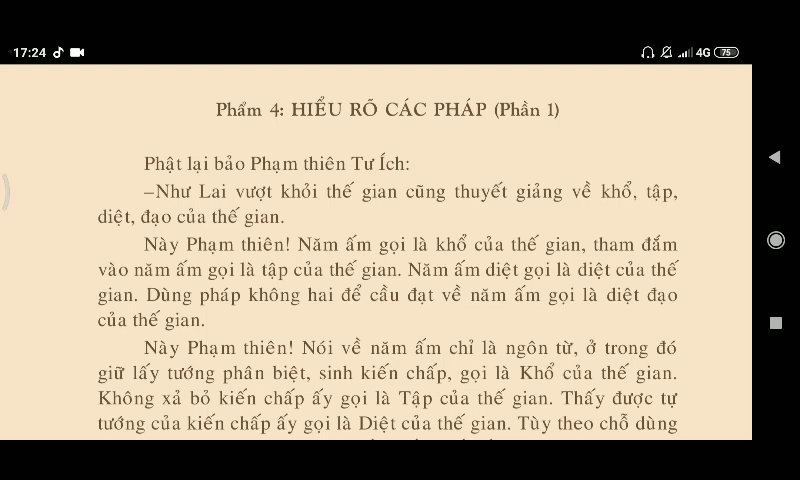 17:24
4G
75
Phẩm 4: HIỂU RÕ CÁC PHÁP (Phần 1)
Phật lại bảo Phạm thiên Tư Ích:
–Như Lai vượt khỏi thế gian cũng thuyết giảng về khổ, tập,
diệt, đạo của thế gian.
Này Phạm thiên! Năm ấm gọi là khổ của thế gian, tham đắm
vào năm ấm gọi là tập của thế gian. Năm ấm diệt gọi là diệt của thế
gian. Dùng pháp không hai để cầu đạt về năm ấm gọi là diệt đạo
của thế gian.
Này Phạm thiên! Nói về năm ấm chỉ là ngôn từ, ở trong đó
giữ lấy tướng phân biệt, sinh kiến chấp, gọi là Khổ của thế gian.
Không xả bỏ kiến chấp ấy gọi là Tập của thế gian. Thấy được tự
tướng của kiến chấp ấy gọi là Diệt của thế gian. Tùy theo chỗ dùng